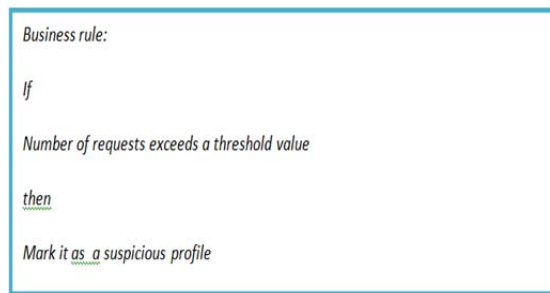 Business rule:
If
Number of requests exceeds a threshold value
then
Mark it as a suspicious profile